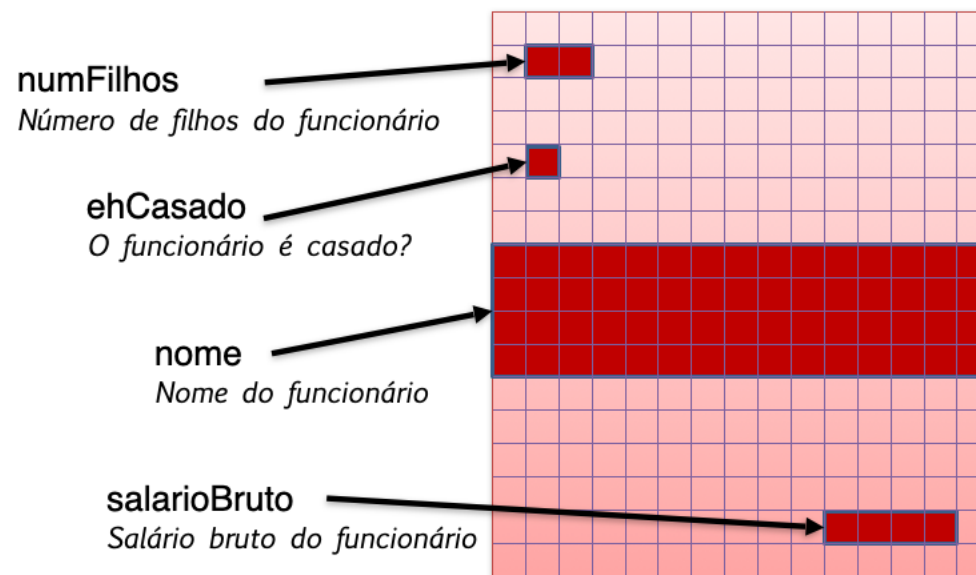 numFilhos
Número de filhos do funcionário
ehCasado
O funcionário é casado?
nome
Nome do funcionário
salarioBruto
Salário bruto do funcionário